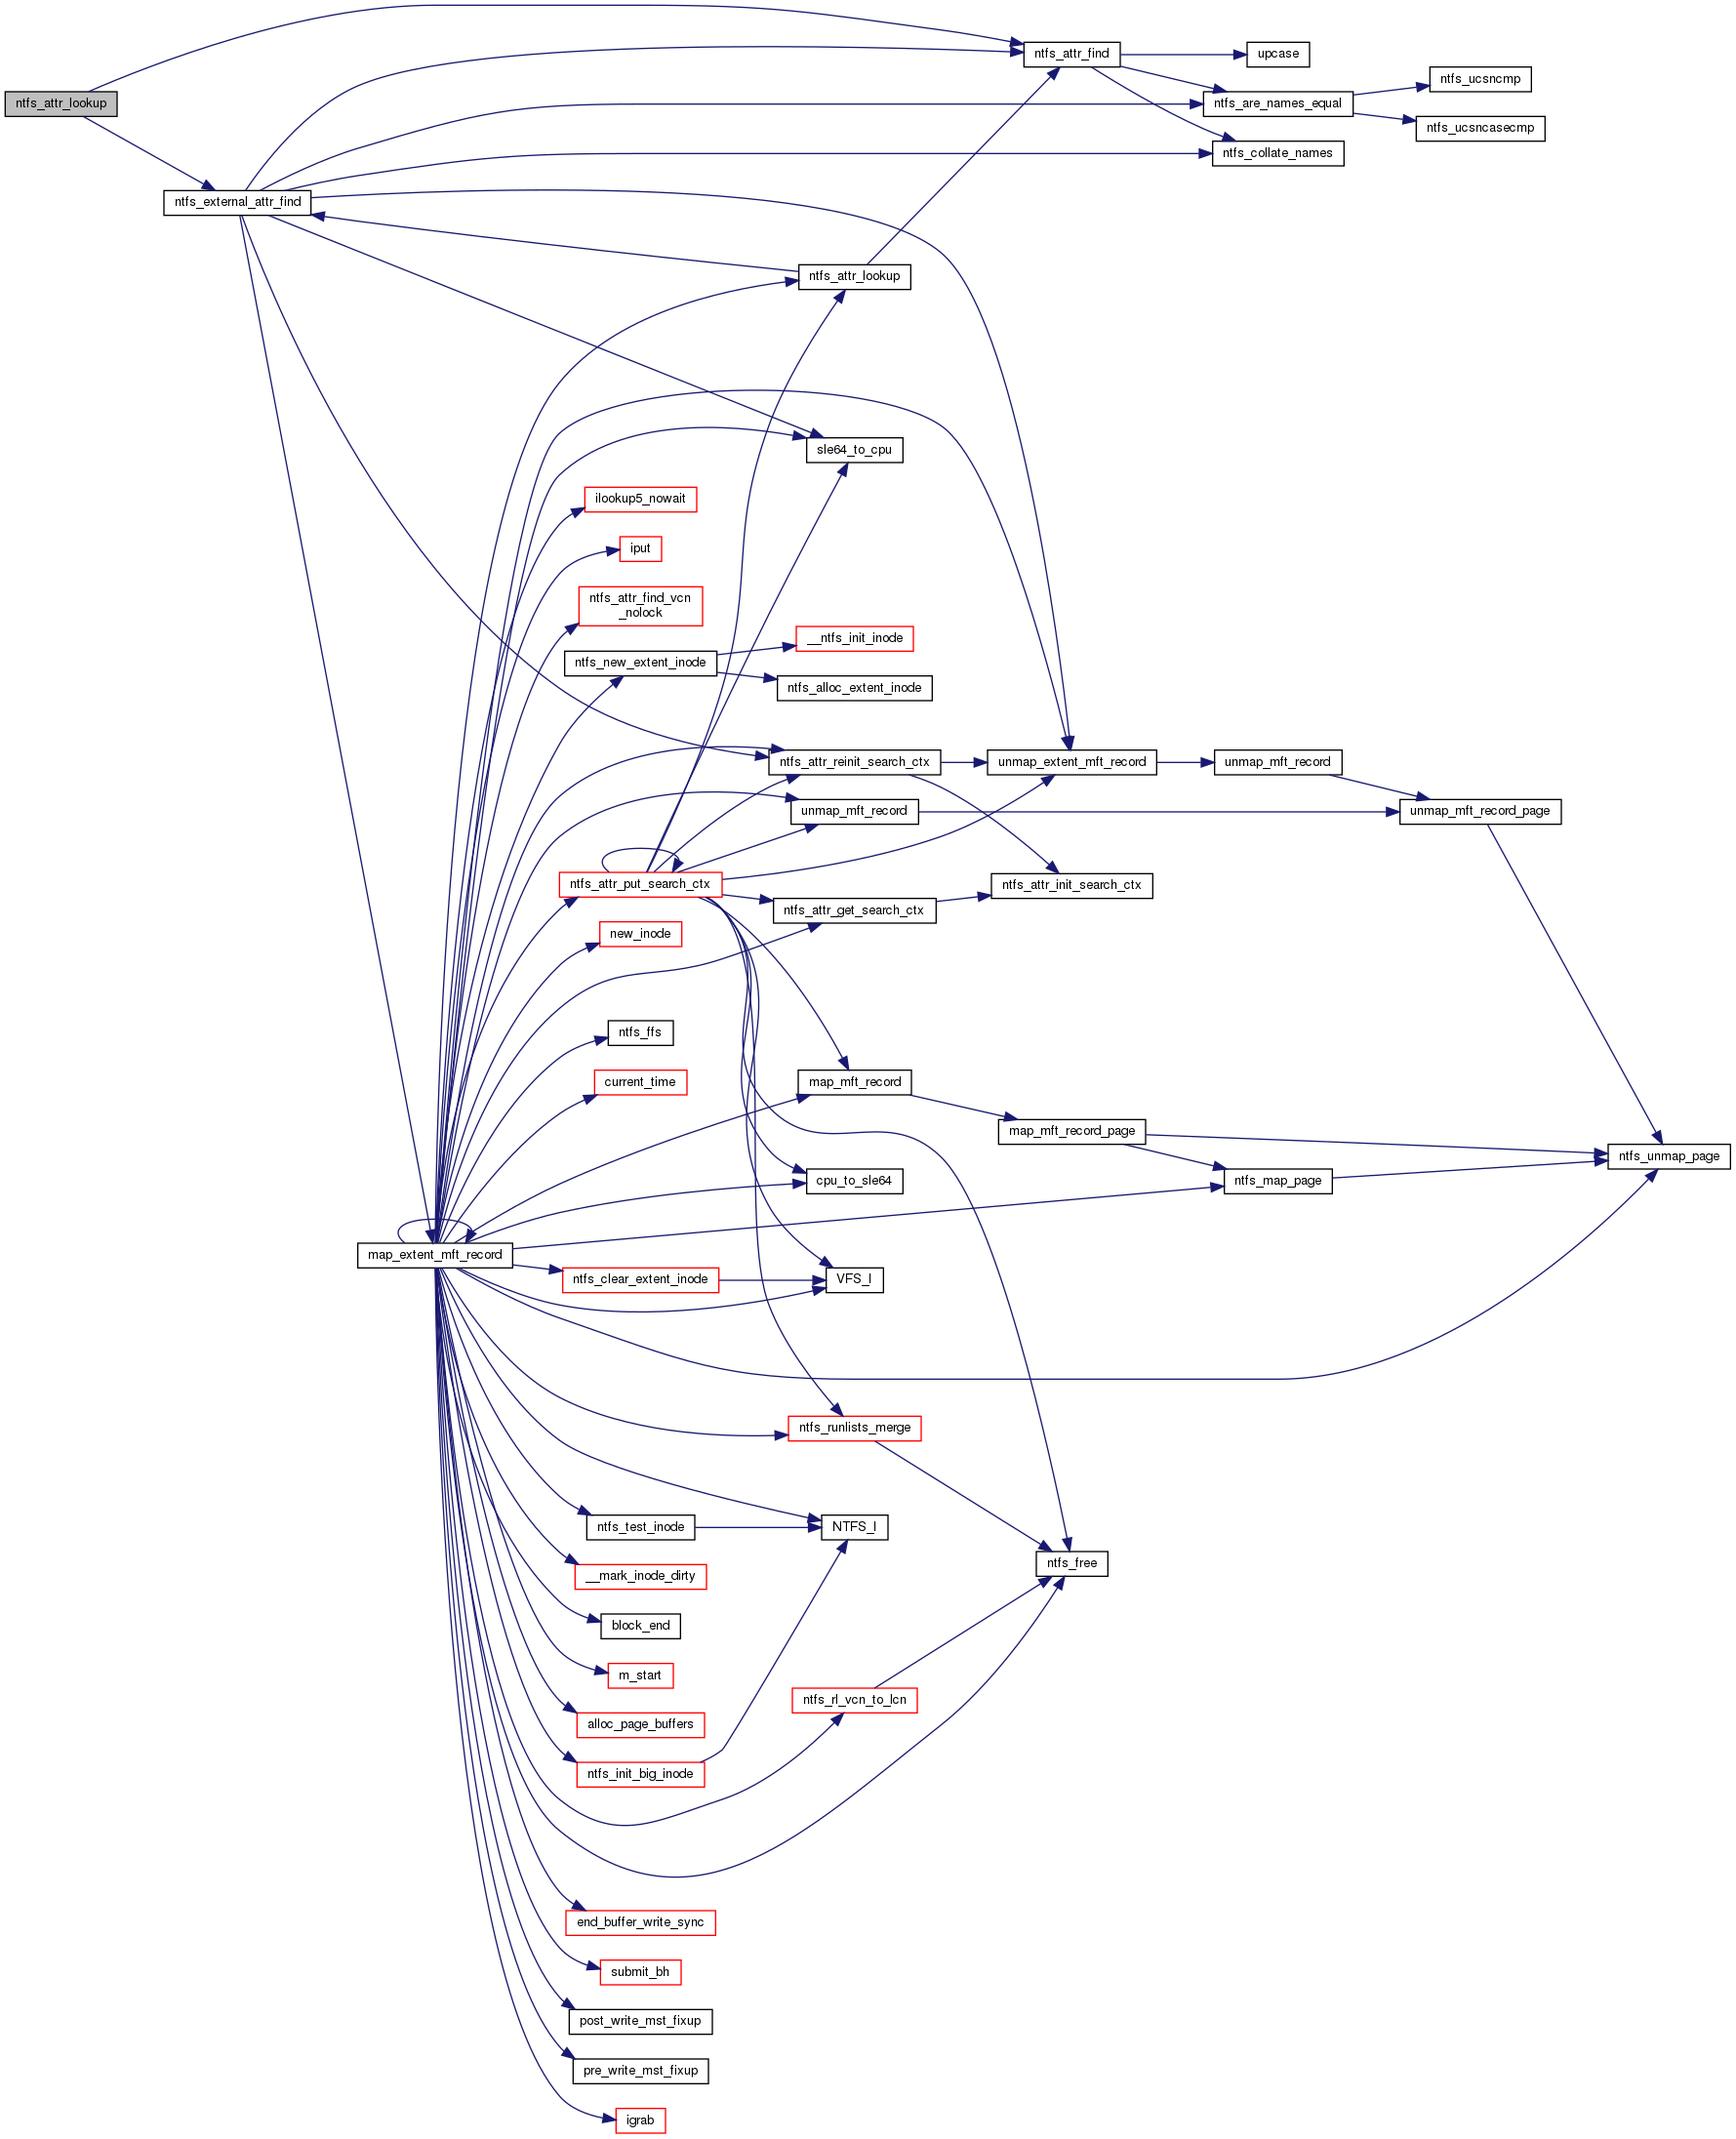 ntfs_attr_find
upcase
ntfs_ucsncmp
ntfs_attr_lookup
ntfs_are_names_equal
ntfs_ucsncasecmp
ntfs_collate_names
ntfs_external_attr_find
ntfs_attr_lookup
sle64_to_cpu
ilookup5_nowait
iput
ntfs_attr_find_vcn
_nolock
__ntfs_init_inode
ntfs_new_extent_inode
ntfs_alloc_extent_inode
ntfs_attr_reinit_search_ctx
unmap_extent_mft_record
unmap_mft_record
unmap_mft_record
unmap_mft_record_page
ntfs_attr_put_search_ctx
ntfs_attr_init_search_ctx
ntfs_attr_get_search_ctx
new_inode
ntfs_ffs
current_time
map_mft_record
map_mft_record_page
ntfs_unmap_page
cpu_to_sle64
ntfs_map_page
map_extent_mft_record
ntfs_clear_extent_inode
VFS_I
ntfs_runlists_merge
ntfs_test_inode
NTFS_I
ntfs_free
__mark_inode_dirty
block_end
m_start
ntfs_rl_vcn_to_lcn
alloc_page_buffers
ntfs_init_big_inode
end_buffer_write_sync
submit_bh
post_write_mst_fixup
pre_write_mst_fixup
igrab